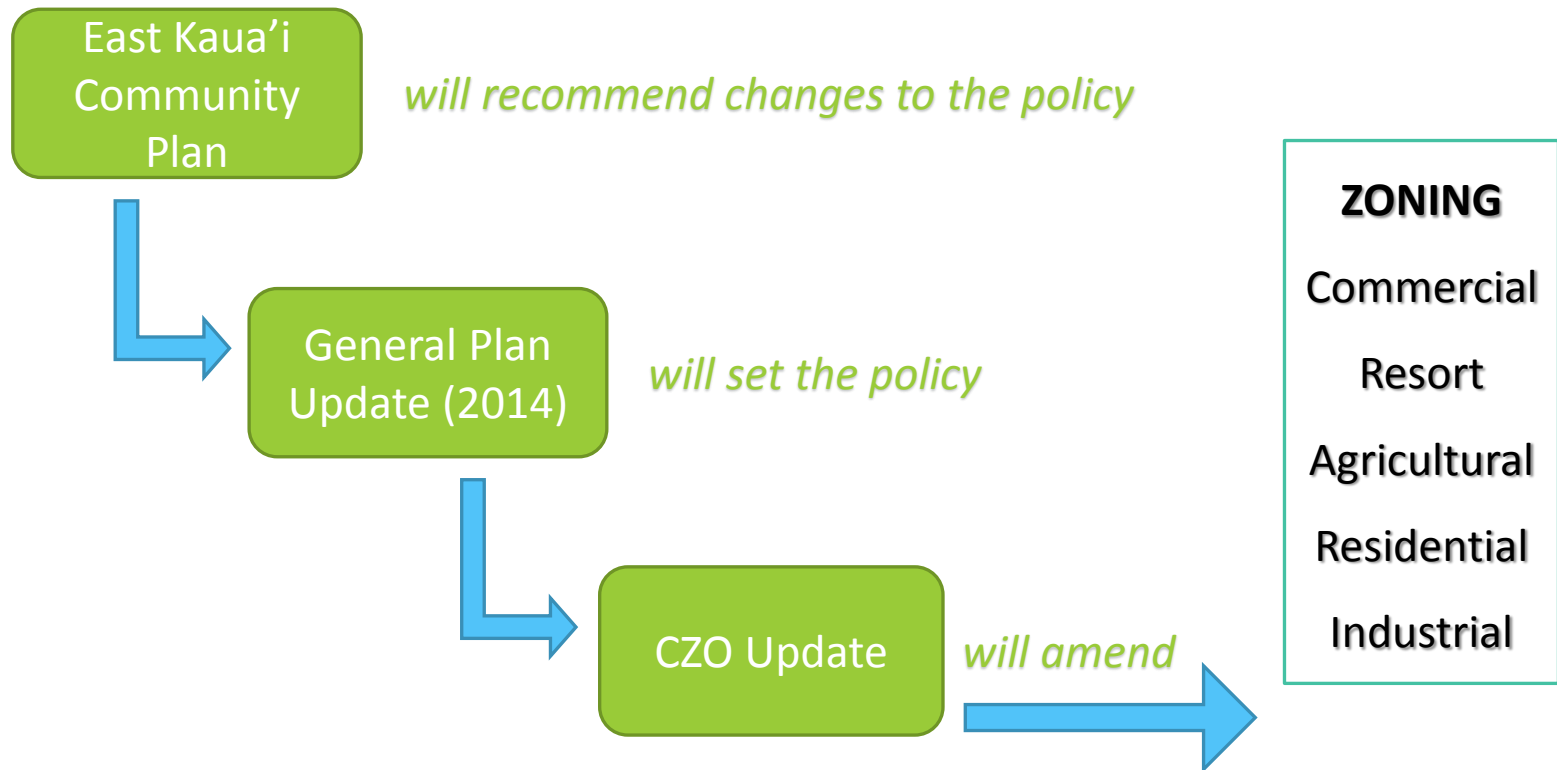 East Kaua’i
Community
Plan
will recommend changes to the policy
General Plan
Update (2014)
will set the policy
CZO Update
will amend
ZONING
Commercial
Resort
Agricultural
Residential
Industrial